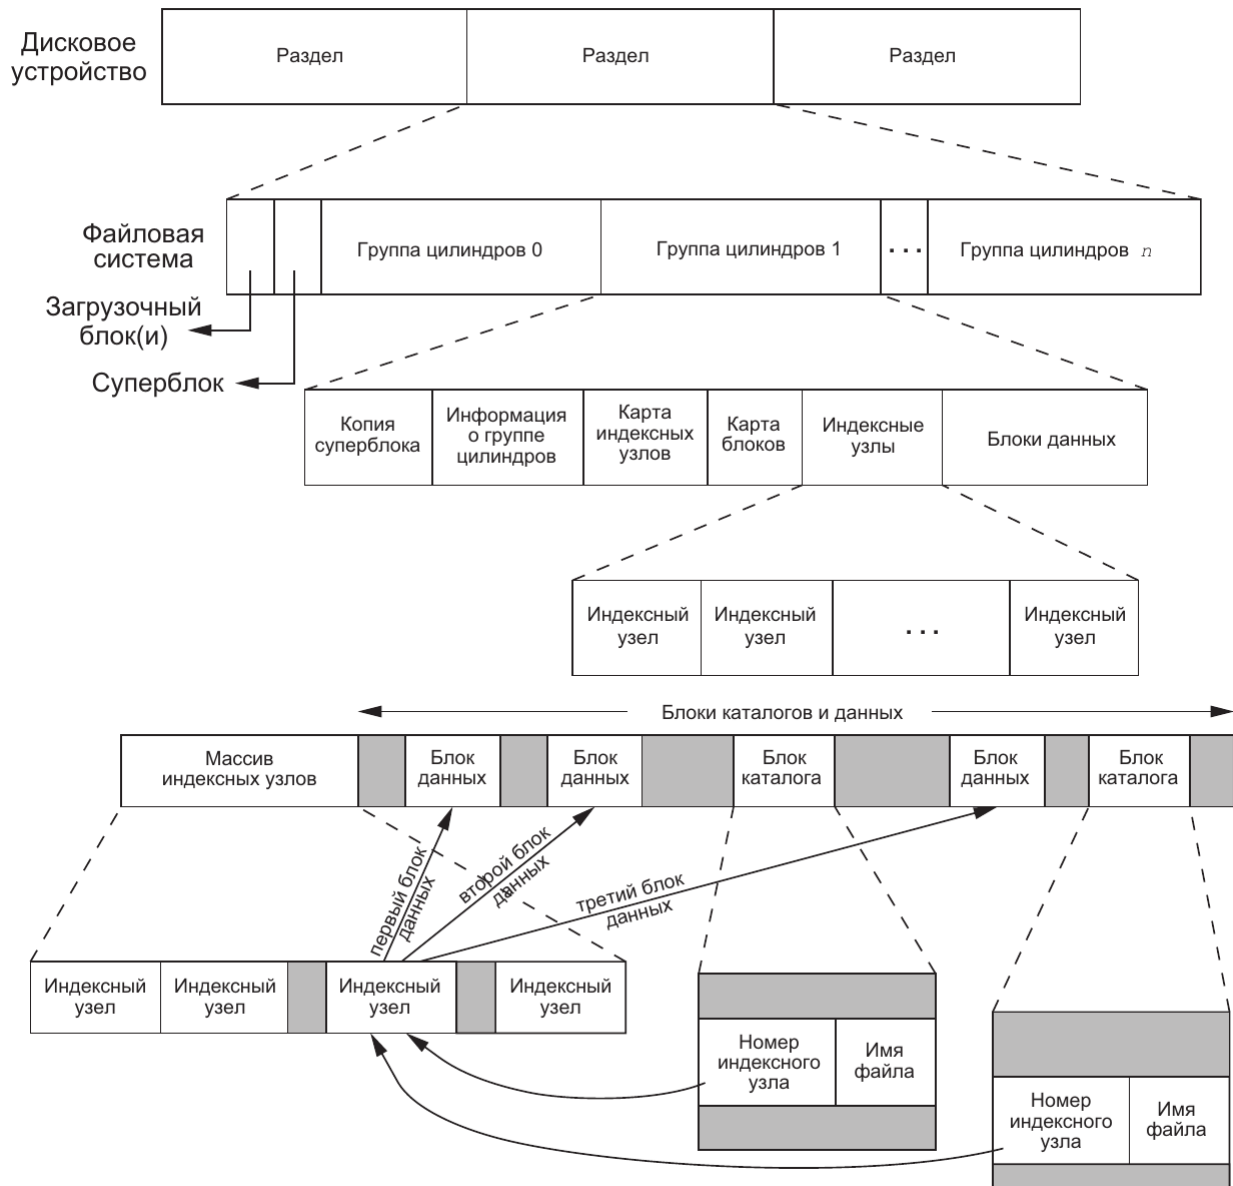 Дисковое
устройство
Раздел
Раздел
Раздел
Файловая
система
Группа цилиндров 0
Группа цилиндров 1
...
Группа цилиндров n
Загрузочный
блок(и)
Суперблок
Копия
суперблока
Информация
о группе
цилиндров
Карта
индексных
узлов
Карта
блоков
Индексные
узлы
Блоки данных
Индексный
узел
Индексный
узел
...
Индексный
узел
Блоки каталогов и данных
Массив
индексных узлов
Блок
данных
Блок
данных
Блок
каталога
Блок
данных
Блок
каталога
первый блок
данных
второй блок
данных
третий блок
данных
Индексный
узел
Индексный
узел
Индексный
узел
Индексный
узел
Номер
индексного
узла
Имя
файла
Номер
индексного
узла
Имя
файла